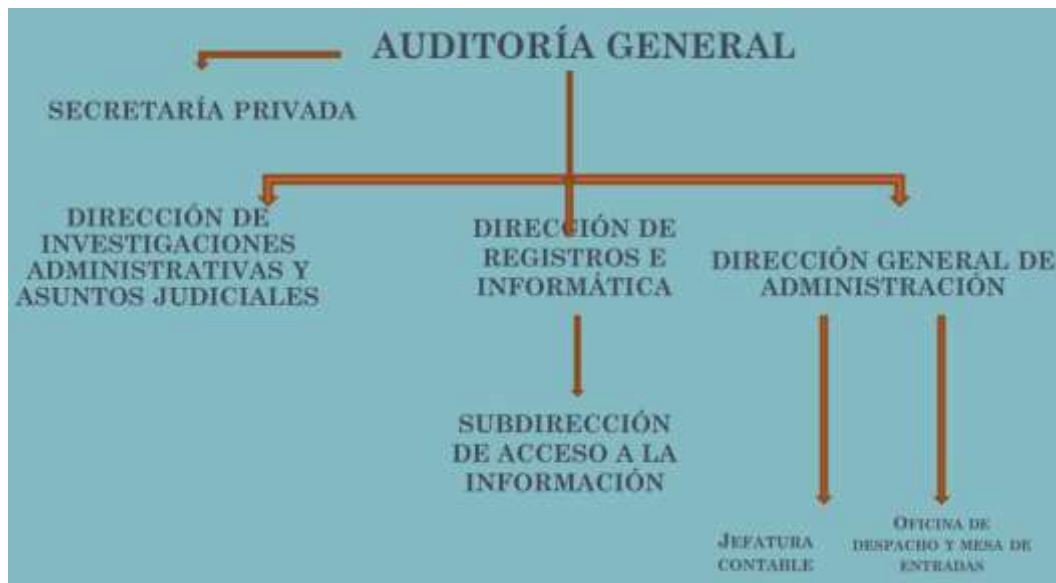 AUDITORÍA GENERAL
SECRETARÍA PRIVADA
DIRECCIÓN DE
INVESTIGACIONES
ADMINISTRATIVAS Y
ASUNTOS JUDICIALES
DIRECCIÓN DE
REGISTROS E
INFORMÁTICA
DIRECCIÓN GENERAL DE
ADMINISTRACIÓN
SUBDIRECCIÓN
DE ACCESO A LA
INFORMACIÓN
JEFATURA
CONTABLE
OFICINA DE
DESPACHO Y MESA DE
ENTRADAS